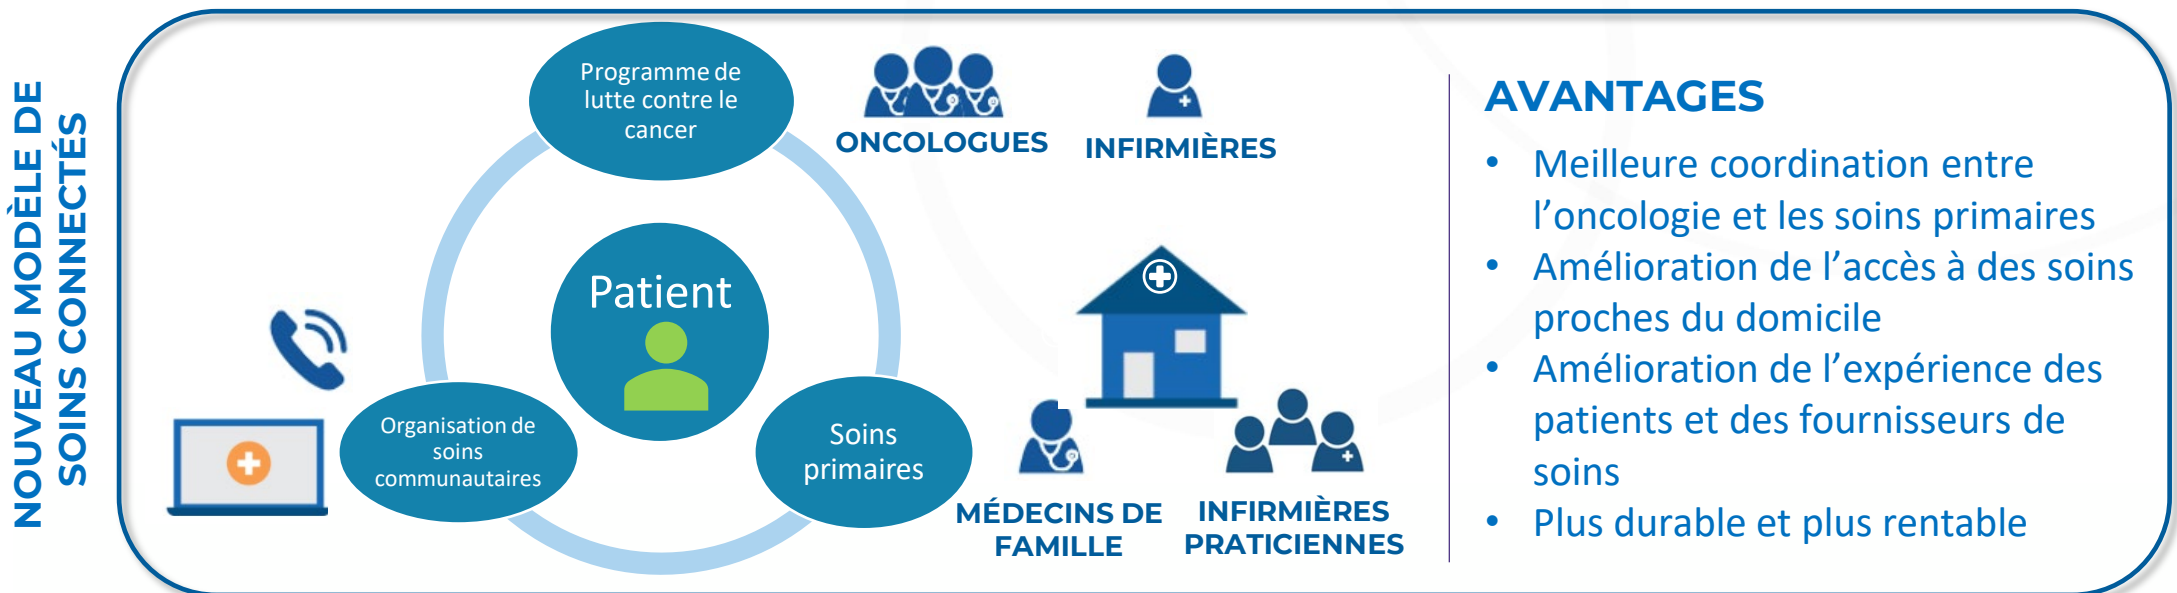 NOUVEAU MODÈLE DE
SOINS CONNECTÉS
Programme de
lutte contre le
cancer
ONCOLOGUES
INFIRMIÈRES
Patient
Organisation de
soins
communautaires
Soins
primaires
MÉDECINS DE
FAMILLE
INFIRMIÈRES
PRATICIENNES
AVANTAGES
• Meilleure coordination entre
l’oncologie et les soins primaires
• Amélioration de l’accès à des soins
proches du domicile
• Amélioration de l’expérience des
patients et des fournisseurs de
soins
• Plus durable et plus rentable